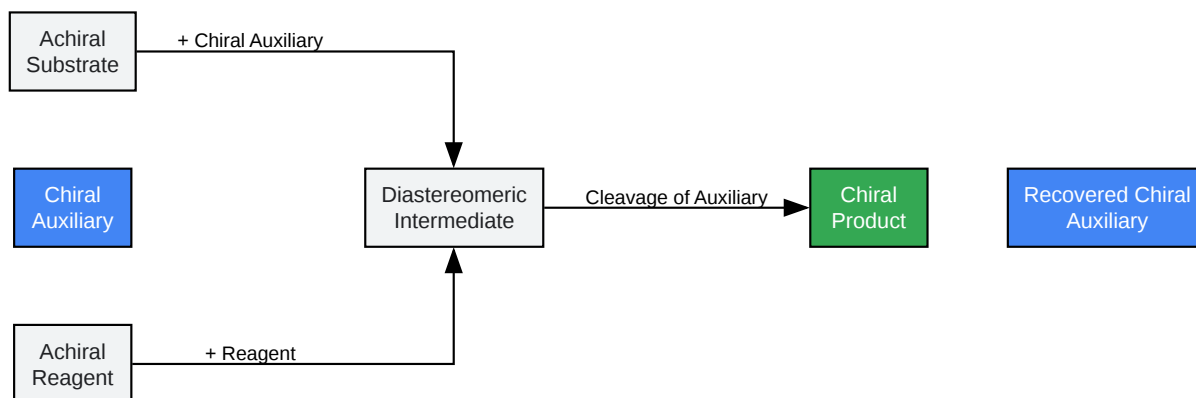 Achiral
Substrate
+ Chiral Auxiliary
Chiral
Auxiliary
Diastereomeric
Intermediate
Cleavage of Auxiliary
Chiral
Product
Recovered Chiral
Auxiliary
Achiral
Reagent
+ Reagent